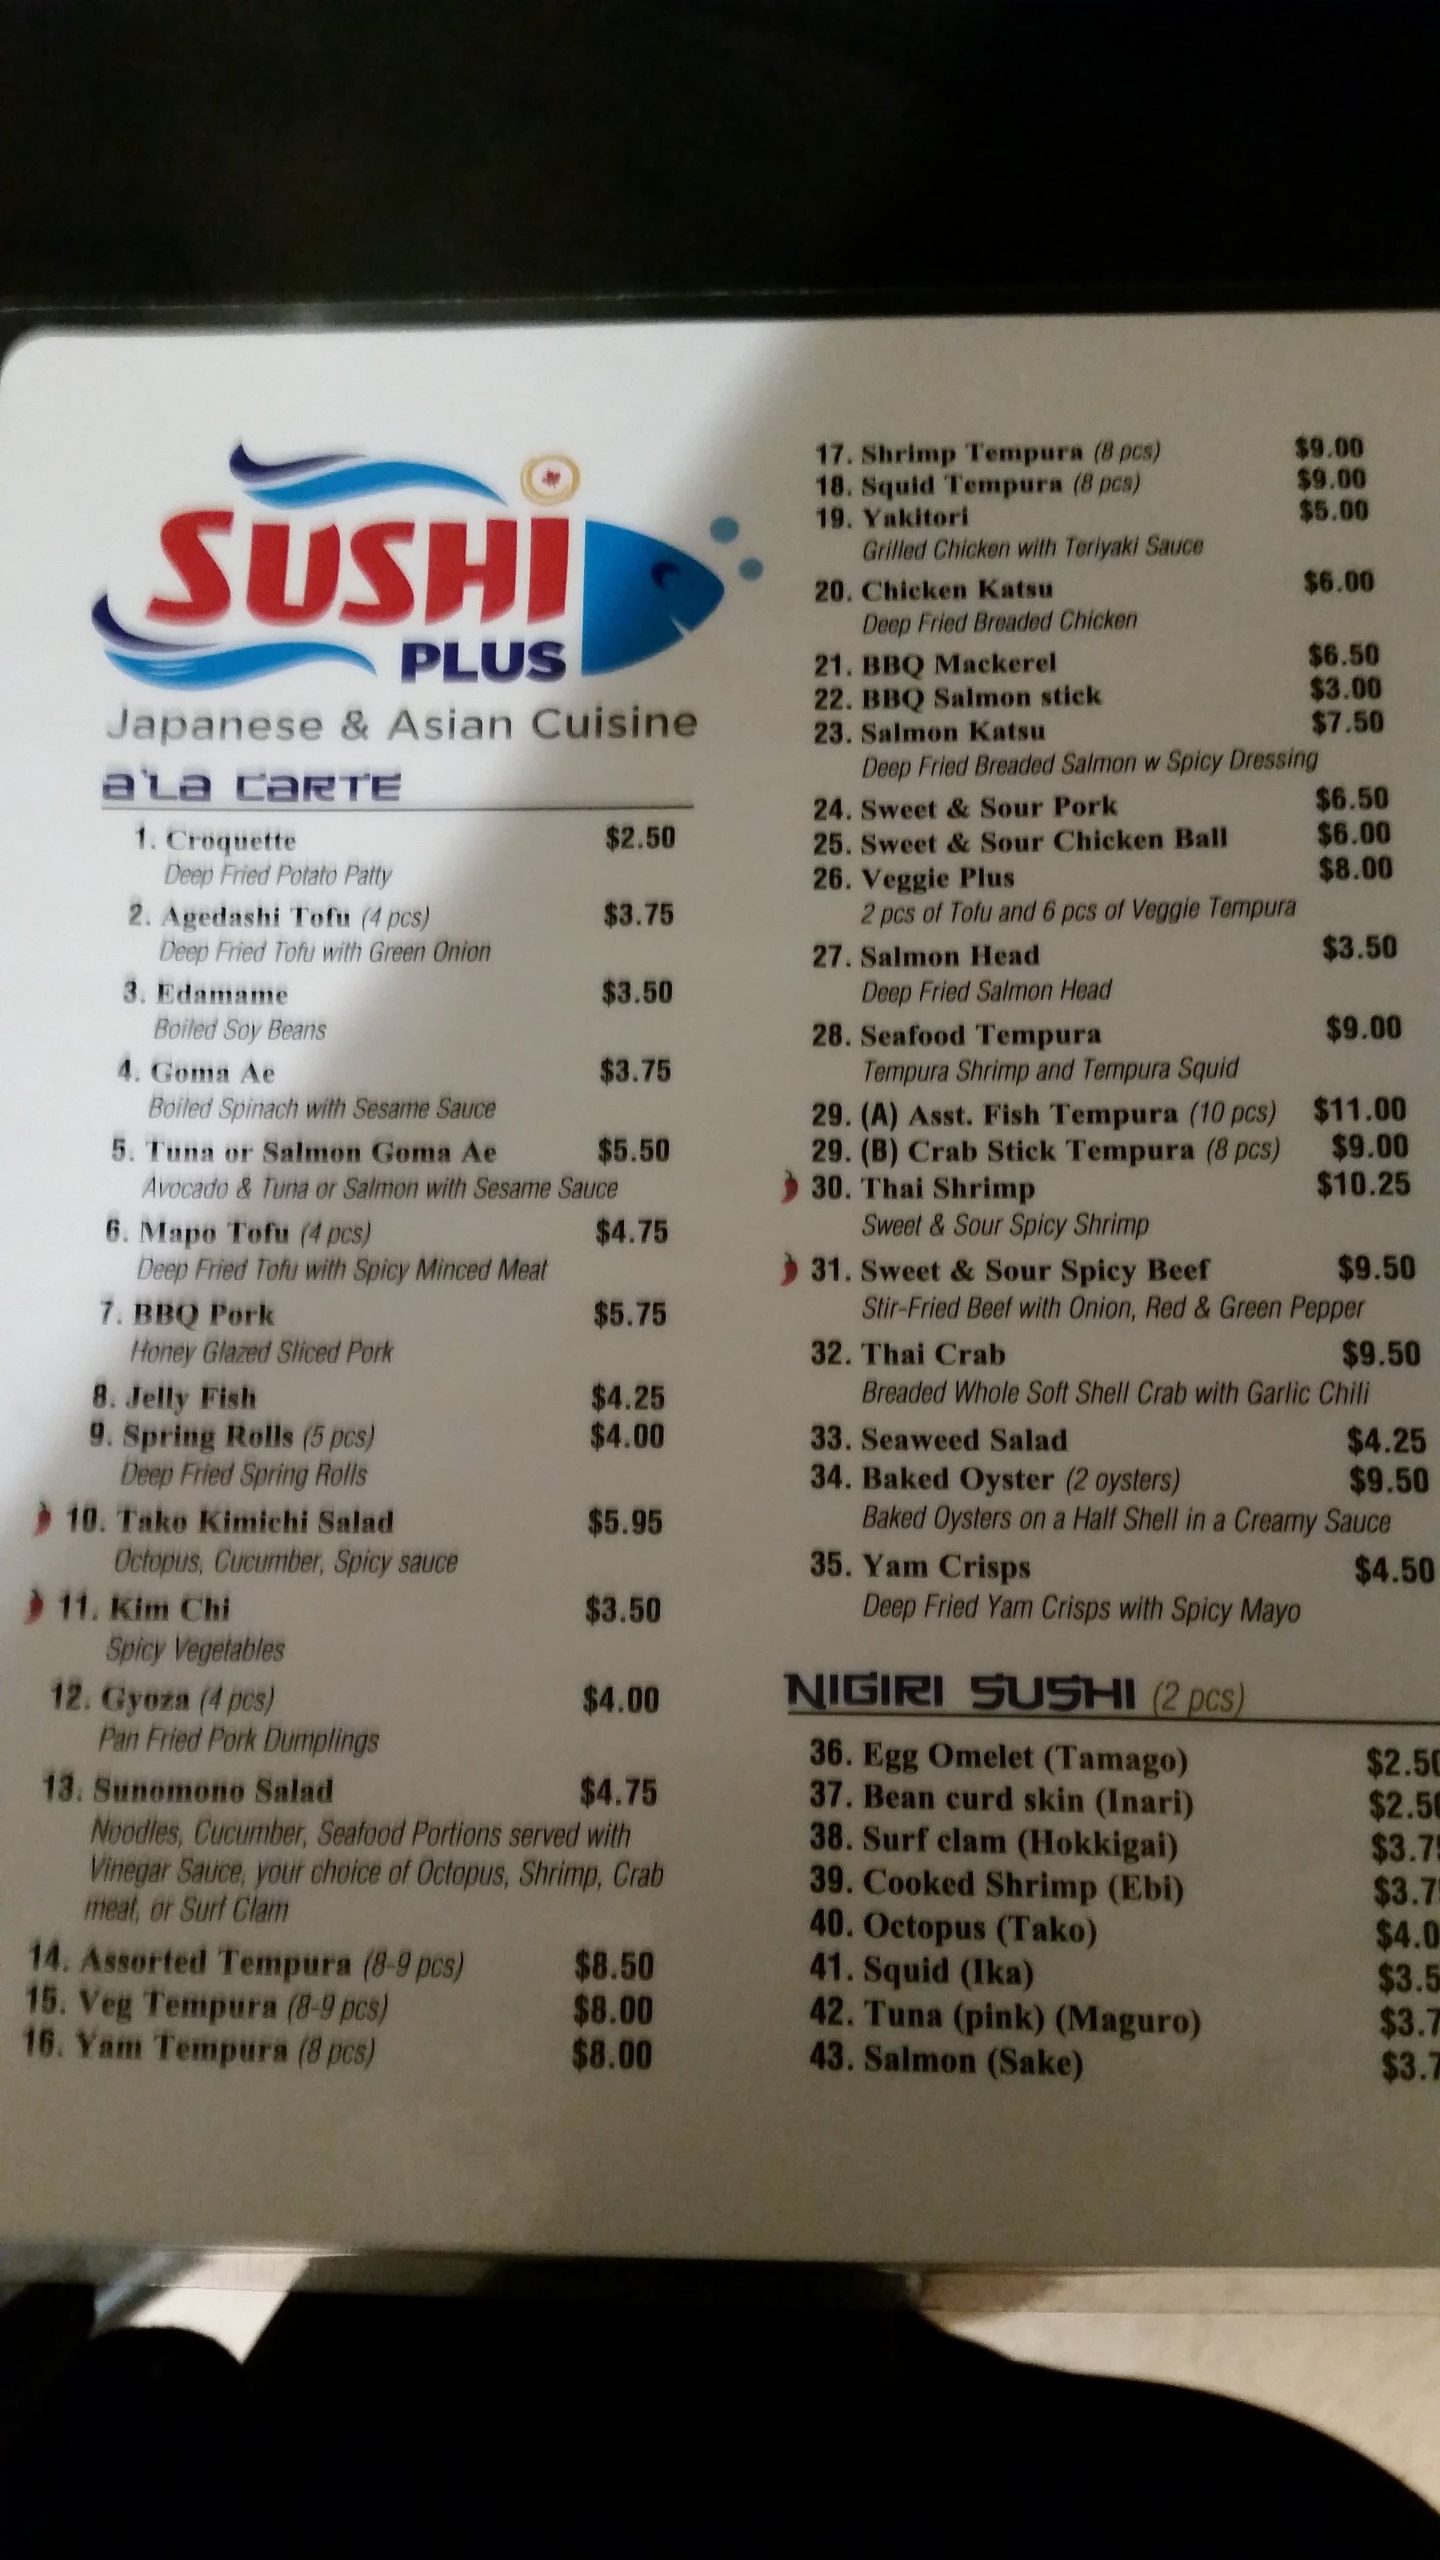 SUSHI
PLUS
Japanese & Asian Cuisine
a'La carte
1. Croquette $2.50
Deep Fried Potato Patty
2. Agedashi Tofu (4 pcs) $3.75
Deep Fried Tofu with Green Onion
3. Edamame $3.50
Boiled Soy Beans
4. Goma Ae $3.75
Boiled Spinach with Sesame Sauce
5. Tuna or Salmon Goma Ae $5.50
Avocado & Tuna or Salmon with Sesame Sauce
6. Mapo Tofu (4 pcs) $4.75
Deep Fried Tofu with Spicy Minced Meat
7. BBQ Pork $5.75
Honey Glazed Sliced Pork
8. Jelly Fish $4.25
9. Spring Rolls (5 pcs) $4.00
Deep Fried Spring Rolls
10. Tako Kimichi Salad $5.95
Octopus, Cucumber, Spicy sauce
11. Kim Chi $3.50
Spicy Vegetables
12. Gyoza (4 pcs) $4.00
Pan Fried Pork Dumplings
13. Sunomono Salad $4.75
Noodles, Cucumber, Seafood Portions served with
Vinegar Sauce, your choice of Octopus, Shrimp, Crab
meat, or Surf Clam
14. Assorted Tempura (8-9 pcs) $8.50
15. Veg Tempura (8-9 pcs) $8.00
16. Yam Tempura (8 pcs) $8.00
17. Shrimp Tempura (8 pcs) $9.00
18. Squid Tempura (8 pcs) $9.00
19. Yakitori $5.00
Grilled Chicken with Teriyaki Sauce
20. Chicken Katsu $6.00
Deep Fried Breaded Chicken
21. BBQ Mackerel $6.50
22. BBQ Salmon stick $3.00
23. Salmon Katsu $7.50
Deep Fried Breaded Salmon w Spicy Dressing
24. Sweet & Sour Pork $6.50
25. Sweet & Sour Chicken Ball $6.00
26. Veggie Plus $8.00
2 pcs of Tofu and 6 pcs of Veggie Tempura
27. Salmon Head $3.50
Deep Fried Salmon Head
28. Seafood Tempura $9.00
Tempura Shrimp and Tempura Squid
29. (A) Asst. Fish Tempura (10 pcs) $11.00
29. (B) Crab Stick Tempura (8 pcs) $9.00
30. Thai Shrimp $10.25
Sweet & Sour Spicy Shrimp
31. Sweet & Sour Spicy Beef $9.50
Stir-Fried Beef with Onion, Red & Green Pepper
32. Thai Crab $9.50
Breaded Whole Soft Shell Crab with Garlic Chili
33. Seaweed Salad $4.25
34. Baked Oyster (2 oysters) $9.50
Baked Oysters on a Half Shell in a Creamy Sauce
35. Yam Crisps $4.50
Deep Fried Yam Crisps with Spicy Mayo
NIGIRI SUSHI (2 pcs)
36. Egg Omelet (Tamago) $2.50
37. Bean curd skin (Inari) $2.50
38. Surf clam (Hokkigai) $3.7
39. Cooked Shrimp (Ebi) $3.7
40. Octopus (Tako) $4.0
41. Squid (Ika) $3.5
42. Tuna (pink) (Maguro) $3.7
43. Salmon (Sake) $3.7